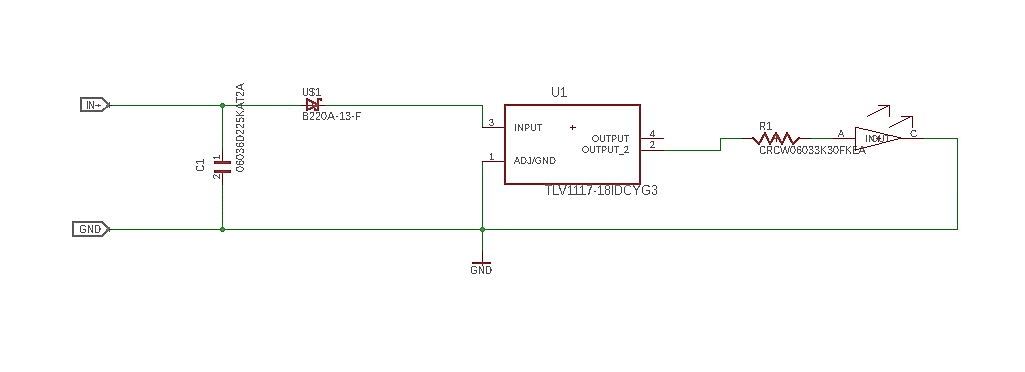 IN+
C1
1
2
06036D225KAT2A
U$1
B220A-13-F
U1
3
INPUT
1
ADJ/GND
OUTPUT
4
OUTPUT_2
2
TLV1117-18IDCYG3
R1
CRCW06033K30FKEA
A
C
GND
GND